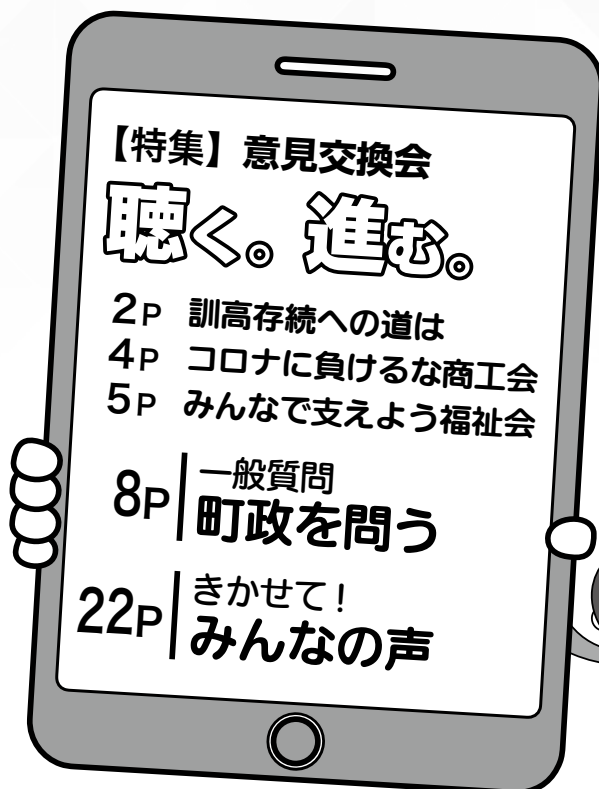 【特集】意見交換会
聴く。進む。
2P 訓高存続への道は
4P コロナに負けるな商工会
5P みんなで支えよう福祉会
8P 一般質問
町政を問う
22P きかせて！
みんなの声